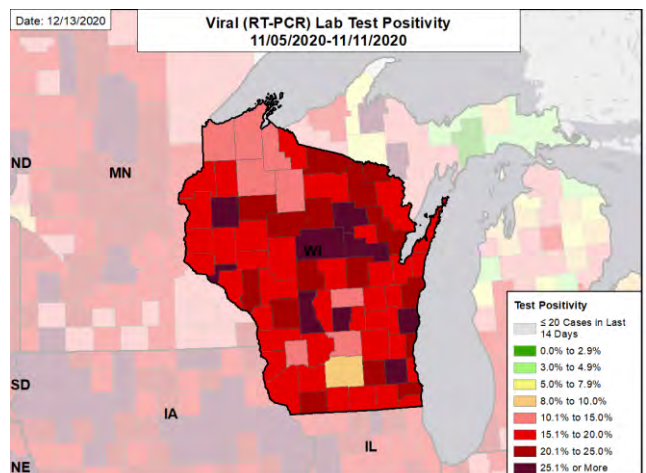 Date: 12/13/2020
Viral (RT-PCR) Lab Test Positivity
11/05/2020-11/11/2020
ND
MN
WI
SD
IA
IL
NE
Test Positivity
≤ 20 Cases in Last
14 Days
0.0% to 2.9%
3.0% to 4.9%
5.0% to 7.9%
8.0% to 10.0%
10.1% to 15.0%
15.1% to 20.0%
20.1% to 25.0%
25.1% or More